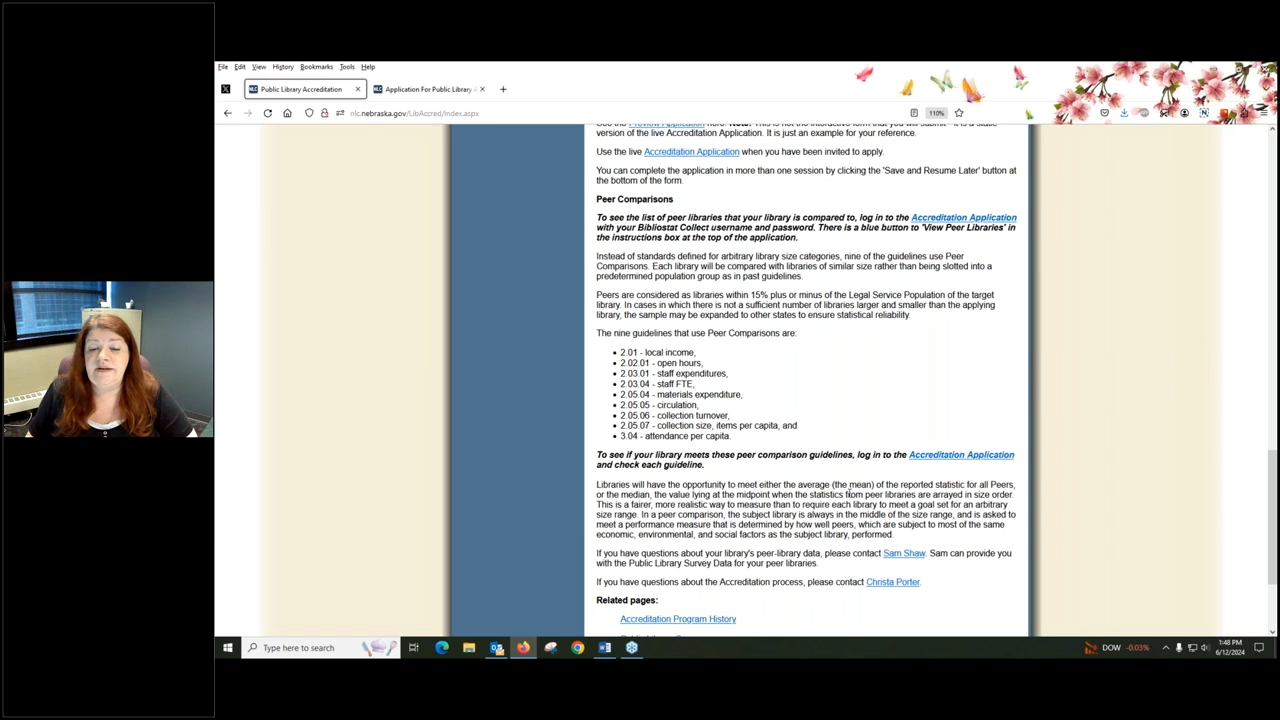 File Edit View History Bookmarks Tools Help
Public Library Accreditation
Application For Public Library
nlc.nebraska.gov/LibAccred/index.aspx
110%
version of the live Accreditation Application. It is just an example for your reference.
Use the live Accreditation Application when you have been invited to apply.
You can complete the application in more than one session by clicking the 'Save and Resume Later' button at
the bottom of the form.
Peer Comparisons
To see the list of peer libraries that your library is compared to, log in to the Accreditation Application
with your Bibliostat Collect username and password. There is a blue button to 'View Peer Libraries' in
the instructions box at the top of the application.
Instead of standards defined for arbitrary library size categories, nine of the guidelines use Peer
Comparisons. Each library will be compared with libraries of similar size rather than being slotted into a
predetermined population group as in past guidelines.
Peers are considered as libraries within 15% plus or minus of the Legal Service Population of the target
library. In cases in which there is not a sufficient number of libraries larger and smaller than the applying
library, the sample may be expanded to other states to ensure statistical reliability.
The nine guidelines that use Peer Comparisons are:
• 2.01 - local income,
• 2.02.01 - open hours,
• 2.03.01 - staff expenditures,
• 2.03.04 - staff FTE,
• 2.05.04 - materials expenditure,
• 2.05.05 - circulation,
• 2.05.06 - collection turnover,
• 2.05.07 - collection size, items per capita, and
• 3.04 - attendance per capita.
To see if your library meets these peer comparison guidelines, log in to the Accreditation Application
and check each guideline.
Libraries will have the opportunity to meet either the average (the mean) of the reported statistic for all Peers,
or the median, the value lying at the midpoint when the statistics from peer libraries are arrayed in size order.
This is a fairer, more realistic way to measure than to require each library to meet a goal set for an arbitrary
size range. In a peer comparison, the subject library is always in the middle of the size range, and is asked to
meet a performance measure that is determined by how well peers, which are subject to most of the same
economic, environmental, and social factors as the subject library, performed.
If you have questions about your library's peer-library data, please contact Sam Shaw. Sam can provide you
with the Public Library Survey Data for your peer libraries.
If you have questions about the Accreditation process, please contact Christa Porter.
Related pages:
Accreditation Program History
Type here to search
DOW -0.03%
1:48 PM
6/12/2024